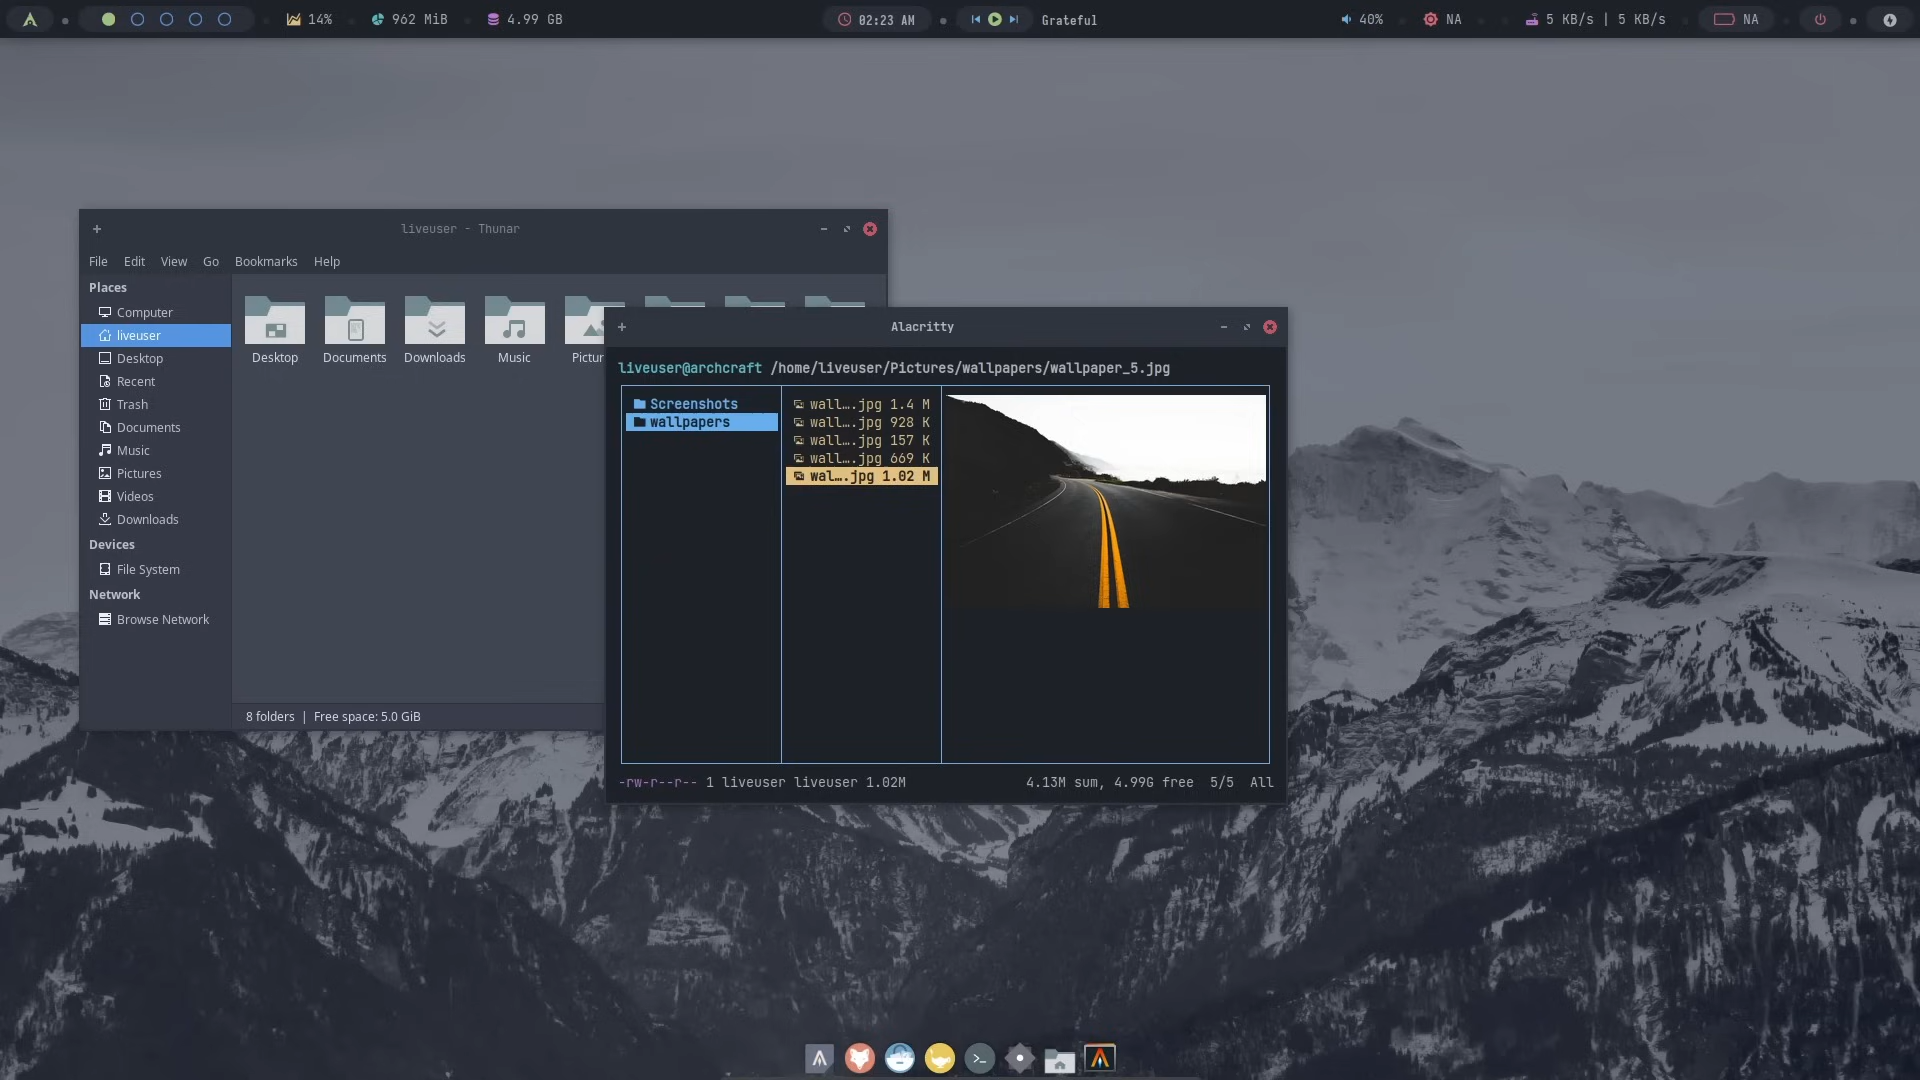 14%
962 MiB
4.99 GB
02:23 AM
Grateful
40%
NA
5 KB/s | 5 KB/s
NA
liveuser - Thunar
File Edit View Go Bookmarks Help
Places
Computer
liveuser
Desktop
Recent
Trash
Documents
Music
Pictures
Videos
Downloads
Devices
File System
Network
Browse Network
Desktop
Documents
Downloads
Music
Pictur
8 folders | Free space: 5.0 GiB
Alacritty
liveuser@archcraft /home/liveuser/Pictures/wallpapers/wallpaper_5.jpg
Screenshots
wallpapers
wall….jpg 1.4 M
wall….jpg 928 K
wall….jpg 157 K
wall….jpg 669 K
wal….jpg 1.02 M
-rw-r--r-- 1 liveuser liveuser 1.02M
4.13M sum, 4.99G free 5/5 All